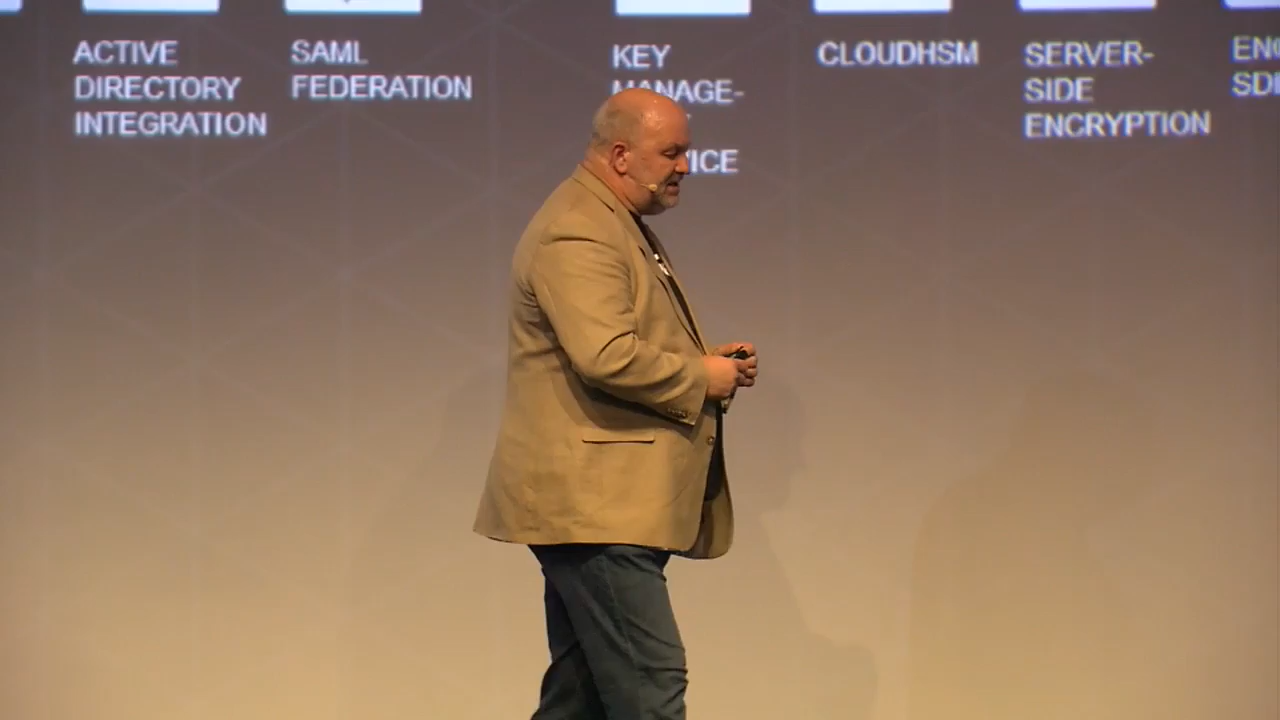 ACTIVE
DIRECTORY
INTEGRATION
SAML
FEDERATION
KEY
MANAGE-
CLOUDHSM
SERVER-
SIDE
ENCRYPTION